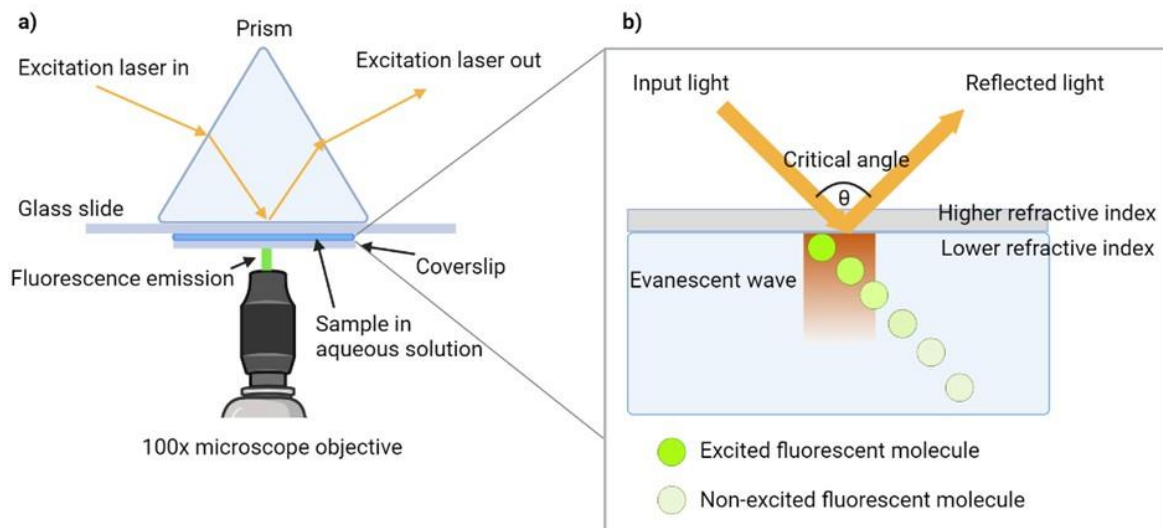 a)
Prism
Excitation laser in
Excitation laser out
Glass slide
Fluorescence emission
Coverslip
Sample in
aqueous solution
100x microscope objective
b)
Input light
Reflected light
Critical angle
θ
Higher refractive index
Lower refractive index
Evanescent wave
Excited fluorescent molecule
Non-excited fluorescent molecule